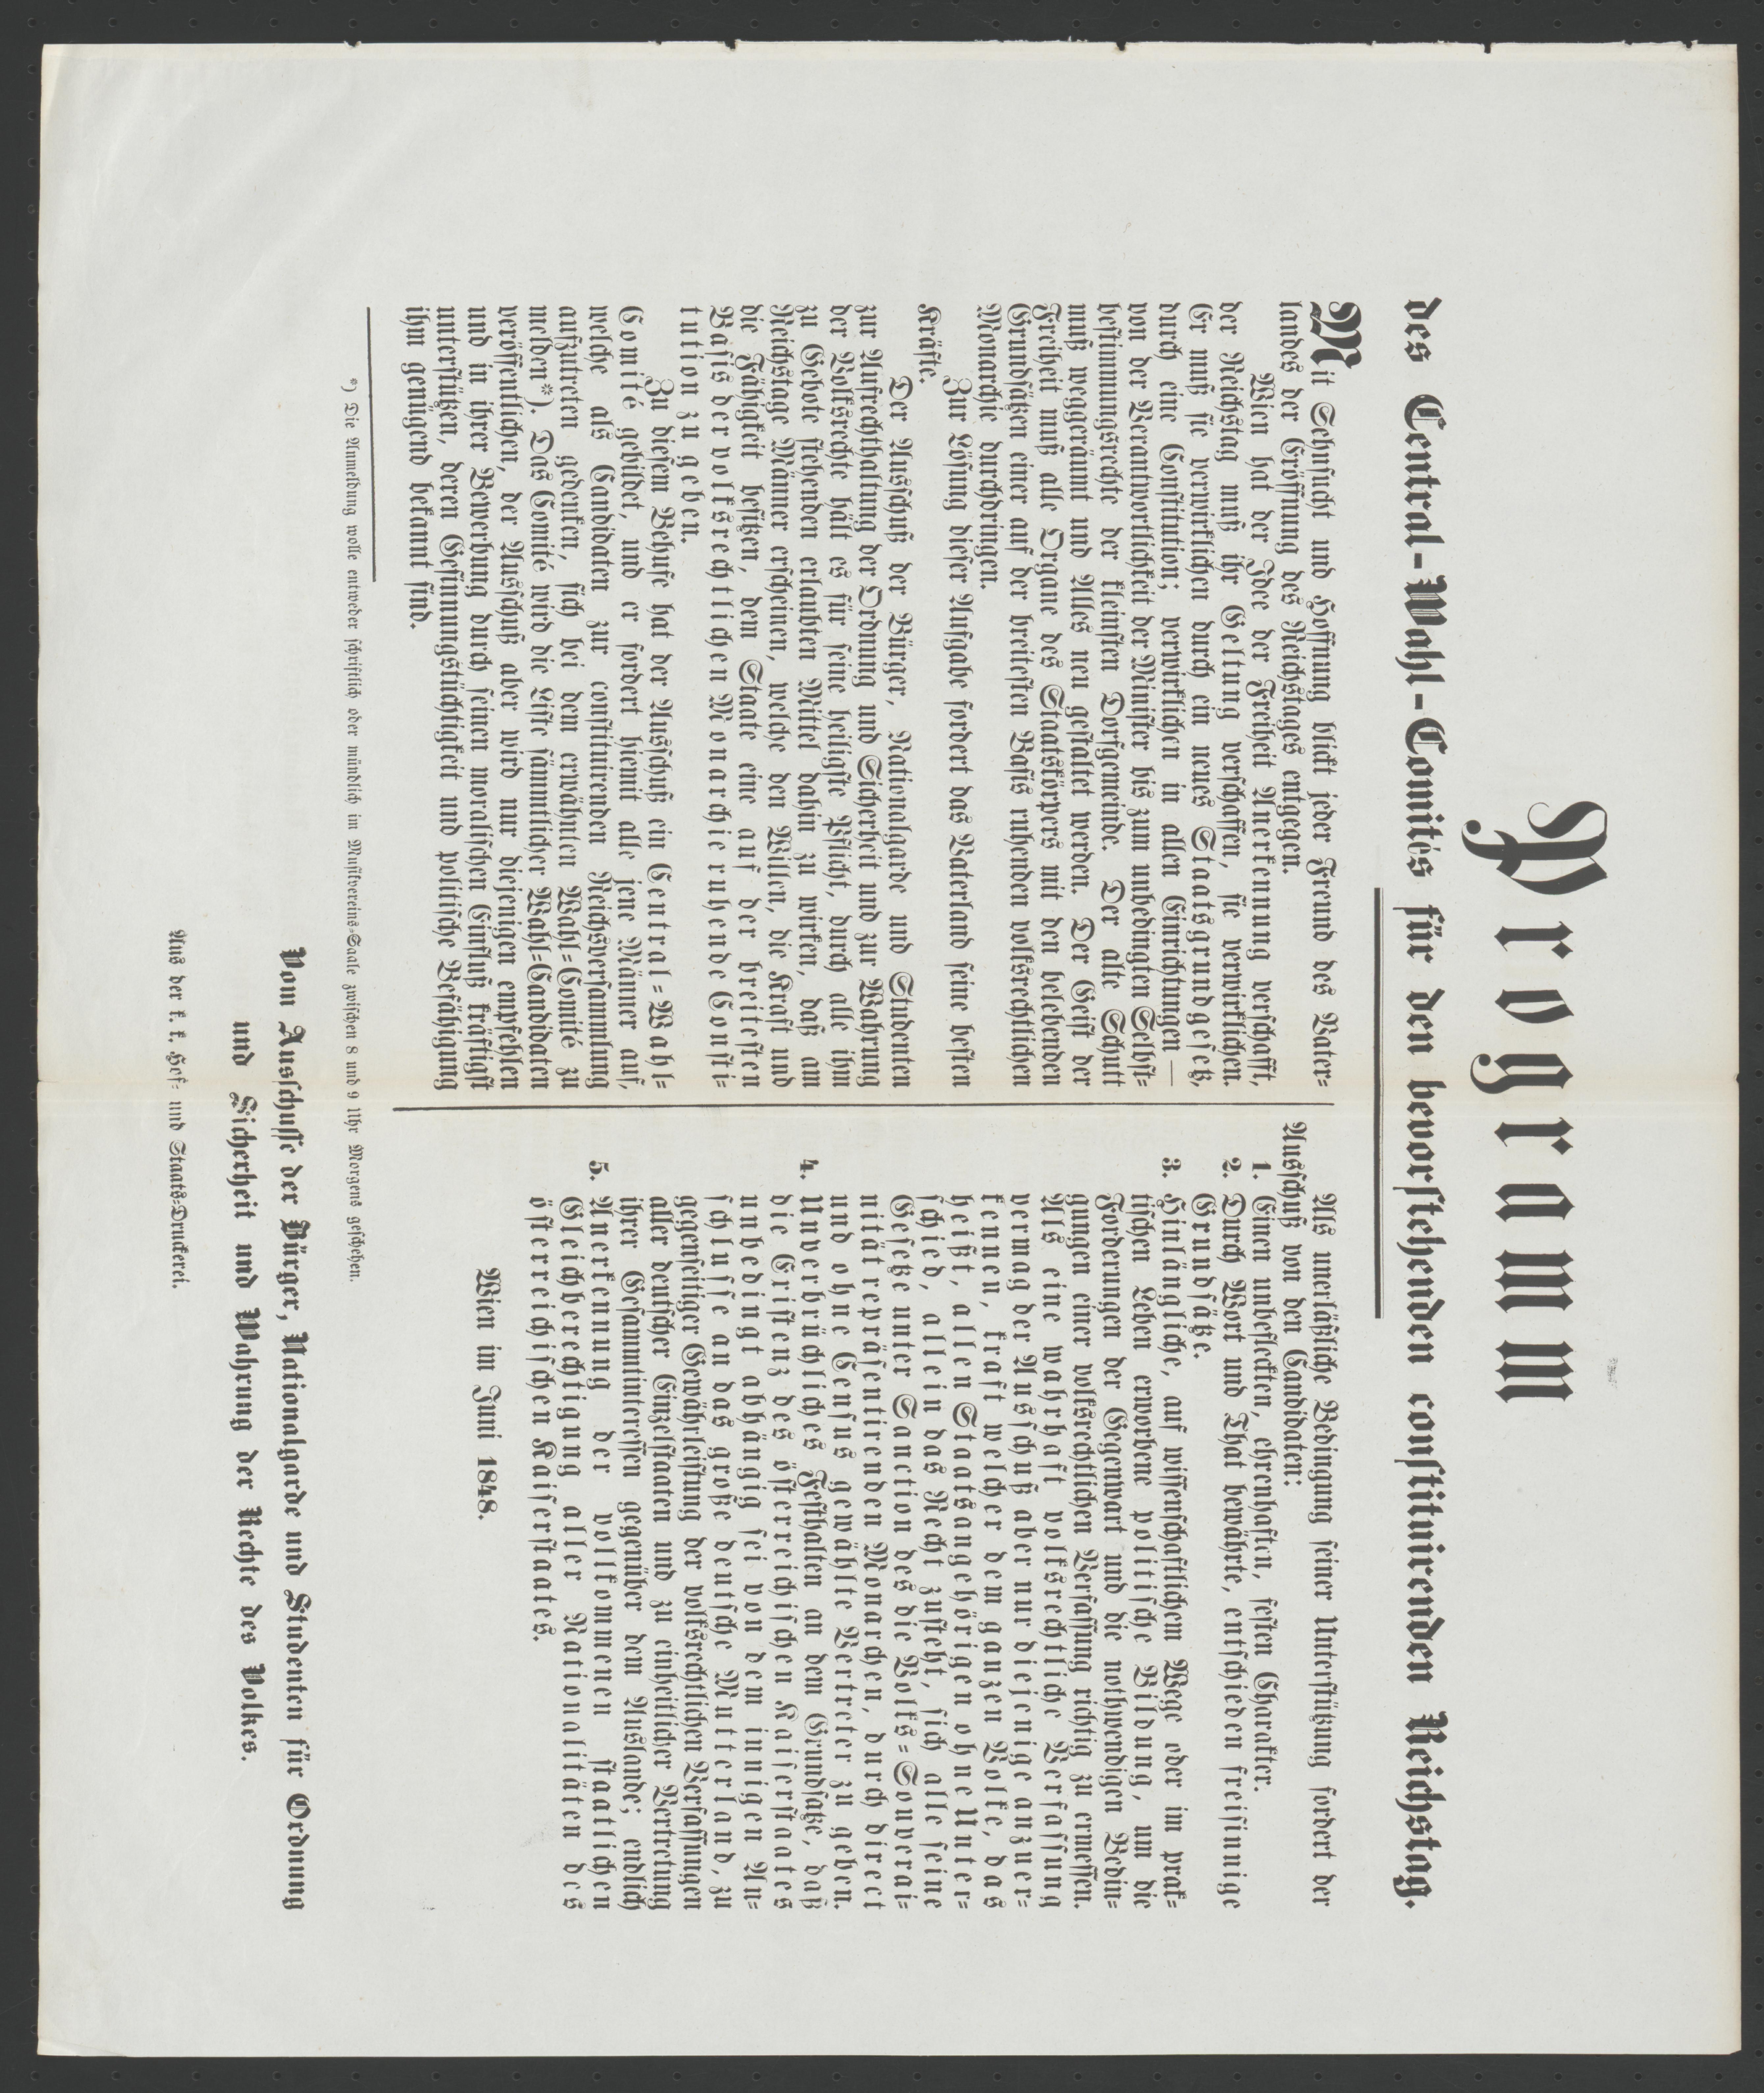 Programm
des Central-Wahl-Comités für den bevorstehenden constituirenden Reichstag.
Mit Sehnsucht und Hoffnung blickt jeder Freund des Vater-
landes der Eröffnung des Reichstages entgegen.
Wien hat der Idee der Freiheit Anerkennung verschafft,
der Reichstag muß ihr Geltung verschaffen, sie verwirklichen.
Er muß sie verwirklichen durch ein neues Staatsgrundgesetz,
durch eine Constitution; verwirklichen in allen Einrichtungen —
von der Verantwortlichkeit der Minister bis zum unbedingten Selbst-
bestimmungsrechte der kleinsten Dorfgemeinde. Der alte Schutt
muß weggeräumt und Alles neu gestaltet werden. Der Geist der
Freiheit muß alle Organe des Staatskörpers mit den belebenden
Grundsätzen einer auf der breitesten Basis ruhenden volksrechtlichen
Monarchie durchdringen.
Zur Lösung dieser Aufgabe fordert das Vaterland seine besten
Kräfte.
Der Ausschuß der Bürger, Nationalgarde und Studenten
zur Aufrechthaltung der Ordnung und Sicherheit und zur Wahrung
der Volksrechte hält es für seine heiligste Pflicht, durch alle ihm
zu Gebote stehenden erlaubten Mittel dahin zu wirken, daß am
Reichstage Männer erscheinen, welche den Willen, die Kraft und
die Fähigkeit besitzen, dem Staate eine auf der breitesten
Basis der volksrechtlichen Monarchie ruhende Consti-
tution zu geben.
Zu diesem Behufe hat der Ausschuß ein Central-Wahl-
Comité gebildet, und er fordert hiemit alle jene Männer auf,
welche als Candidaten zur constituirenden Reichsversammlung
aufzutreten gedenken, sich bei dem erwähnten Wahl-Comité zu
melden*). Das Comité wird die Liste sämmtlicher Wahl-Candidaten
veröffentlichen, der Ausschuß aber wird nur diejenigen empfehlen
und in ihrer Bewerbung durch seinen moralischen Einfluß kräftigst
unterstützen, deren Gesinnungstüchtigkeit und politische Befähigung
ihm genügend bekannt sind.
*) Die Anmeldung wolle entweder schriftlich oder mündlich im Musikvereins-Saale zwischen 8 und 9 Uhr Morgens geschehen.
Als unerläßliche Bedingung seiner Unterstützung fordert der
Ausschuß von den Candidaten:
1. Einen unbefleckten, ehrenhaften, festen Charakter.
2. Durch Wort und That bewährte, entschieden freisinnige
Grundsätze.
3. Hinlängliche, auf wissenschaftlichem Wege oder im prak-
tischen Leben erworbene politische Bildung, um die
Forderungen der Gegenwart und die nothwendigen Bedin-
gungen einer volksrechtlichen Verfassung richtig zu ermessen.
Als eine wahrhaft volksrechtliche Verfassung
vermag der Ausschuß aber nur diejenige anzuer-
kennen, kraft welcher dem ganzen Volke, das
heißt, allen Staatsangehörigen ohne Unter-
schied, allein das Recht zusteht, sich alle seine
Gesetze unter Sanction des die Volks-Souverai-
nität repräsentirenden Monarchen, durch direct
und ohne Census gewählte Vertreter zu geben.
4. Unverbrüchliches Festhalten an dem Grundsatze, daß
die Existenz des österreichischen Kaiserstaates
unbedingt abhängig sei von dem innigen An-
schlusse an das große deutsche Mutterland, zu
gegenseitiger Gewährleistung der volksrechtlichen Verfassungen
aller deutscher Einzelstaaten und zu einheitlicher Vertretung
ihrer Gesammtinteressen gegenüber dem Auslande; endlich
5. Anerkennung der vollkommenen staatlichen
Gleichberechtigung aller Nationalitäten des
österreichischen Kaiserstaates.
Wien im Juni 1848.
Vom Ausschusse der Bürger, Nationalgarde und Studenten für Ordnung
und Sicherheit und Wahrung der Rechte des Volkes.
Aus der k. k. Hof- und Staats-Druckerei.